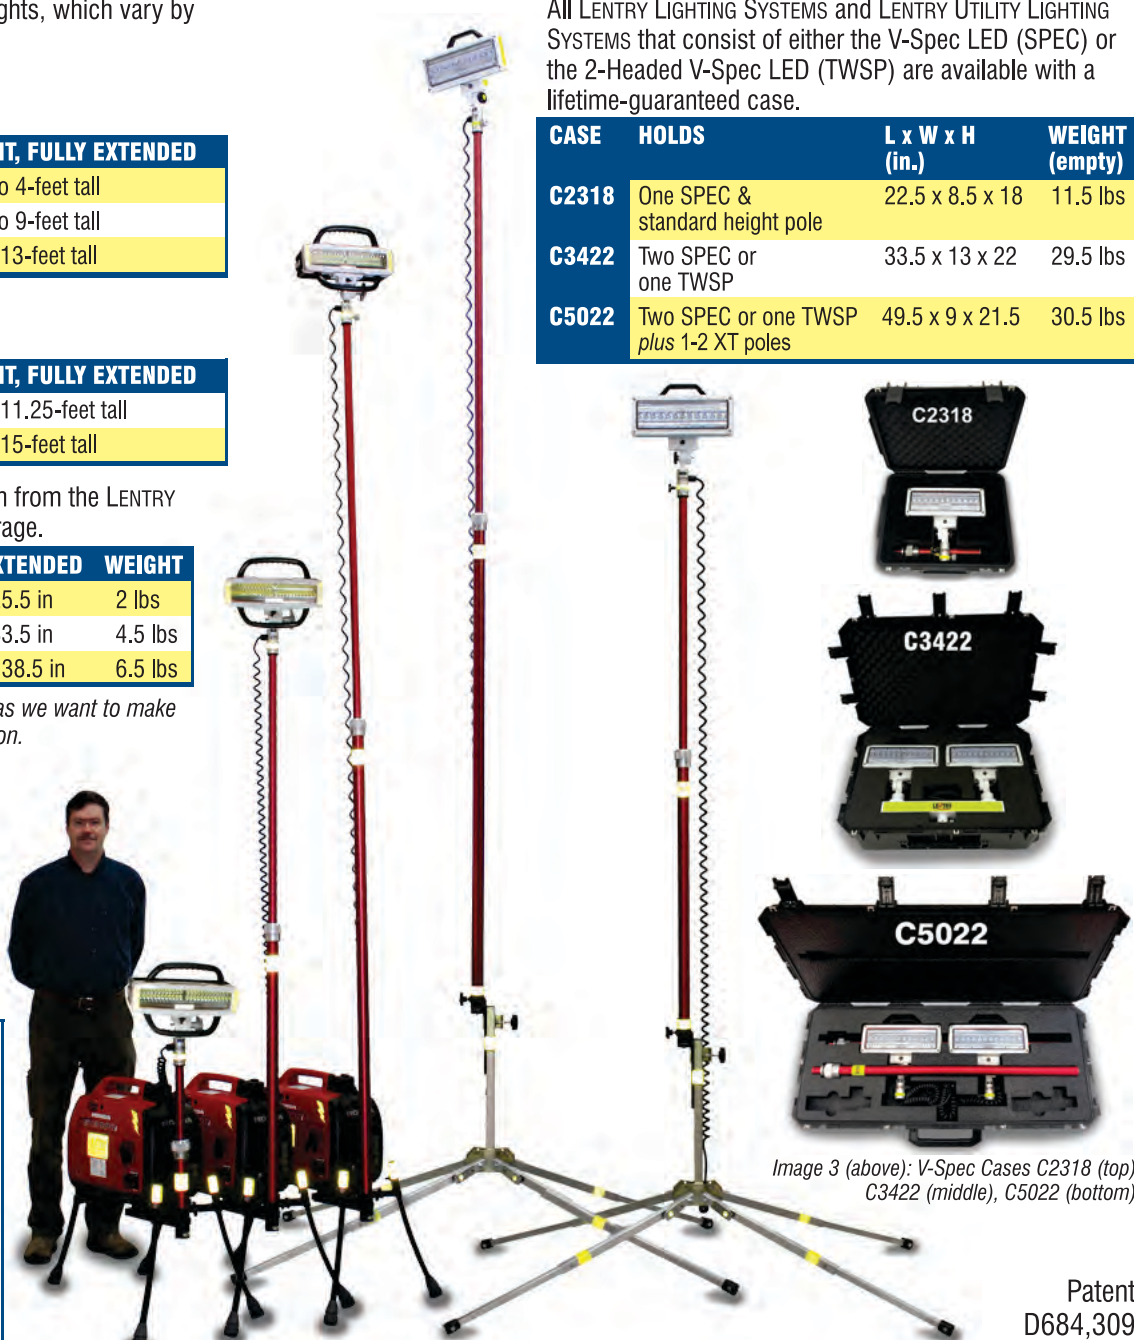 ghts, which vary by
IT, FULLY EXTENDED
o 4-feet tall
o 9-feet tall
13-feet tall
IT, FULLY EXTENDED
11.25-feet tall
15-feet tall
n from the LENTRY
rage.
XTENDED WEIGHT
5.5 in 2 lbs
3.5 in 4.5 lbs
38.5 in 6.5 lbs
as we want to make
on.
All LENTRY LIGHTING SYSTEMS and LENTRY UTILITY LIGHTING
SYSTEMS that consist of either the V-Spec LED (SPEC) or
the 2-Headed V-Spec LED (TWSP) are available with a
lifetime-guaranteed case.
CASE HOLDS L x W x H WEIGHT
(in.) (empty)
C2318 One SPEC & 22.5 x 8.5 x 18 11.5 lbs
standard height pole
C3422 Two SPEC or 33.5 x 13 x 22 29.5 lbs
one TWSP
C5022 Two SPEC or one TWSP 49.5 x 9 x 21.5 30.5 lbs
plus 1-2 XT poles
C2318
C3422
C5022
Image 3 (above): V-Spec Cases C2318 (top)
C3422 (middle), C5022 (bottom)
Patent
D684,309